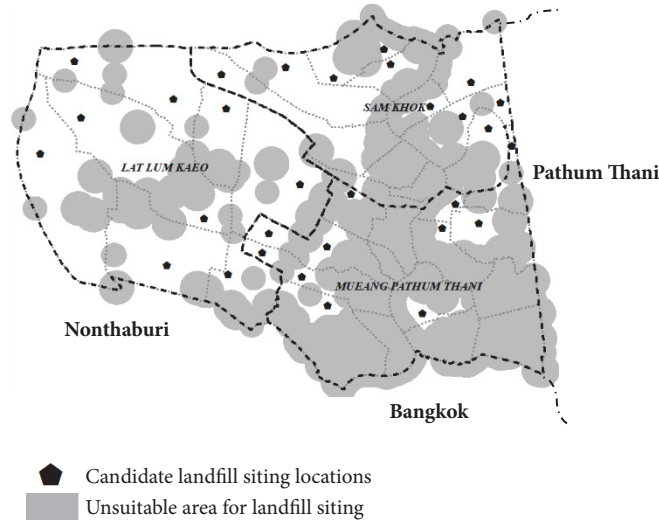 SAM KHOK
LAT LUM KAEO
Pathum Thani
MUEANG PATHUM THANI
Nonthaburi
Bangkok
Candidate landfill siting locations
Unsuitable area for landfill siting